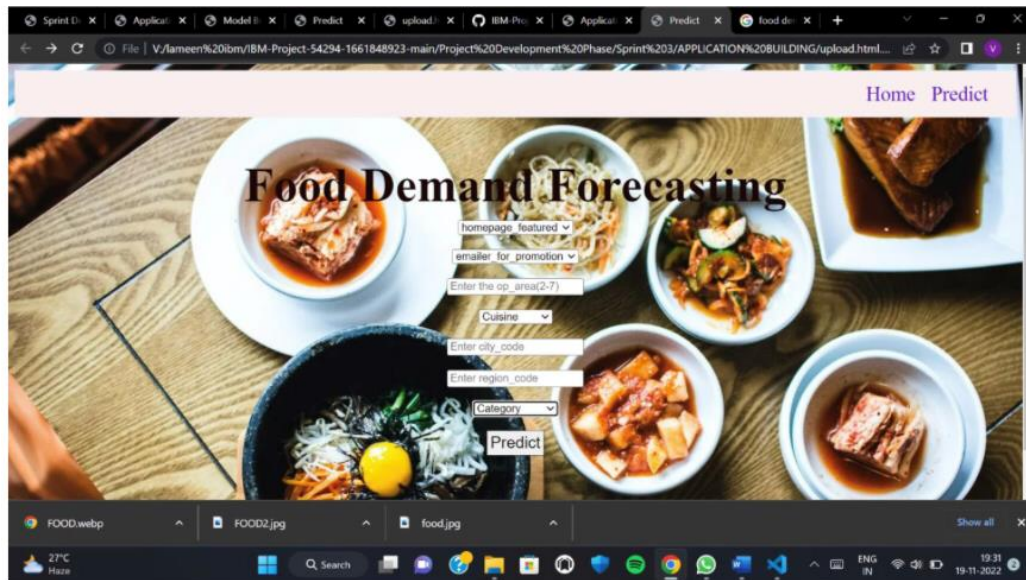 Sprint D
Applicati
Model B
Predict
upload.h
IBM-Proj
Applicati
Predict
food der
File | V:/lameen%20ibm/IBM-Project-54294-1661848923-main/Project%20Development%20Phase/Sprint%203/APPLICATION%20BUILDING/upload.html...
V
Home Predict
Food Demand Forecasting
homepage_featured
emailer_for_promotion
Enter the op_area(2-7)
Cuisine
Enter city_code
Enter region_code
Category
Predict
FOOD.webp
FOOD2.jpg
food.jpg
Show all
27°C
Haze
Search
ENG
IN
19:31
19-11-2022